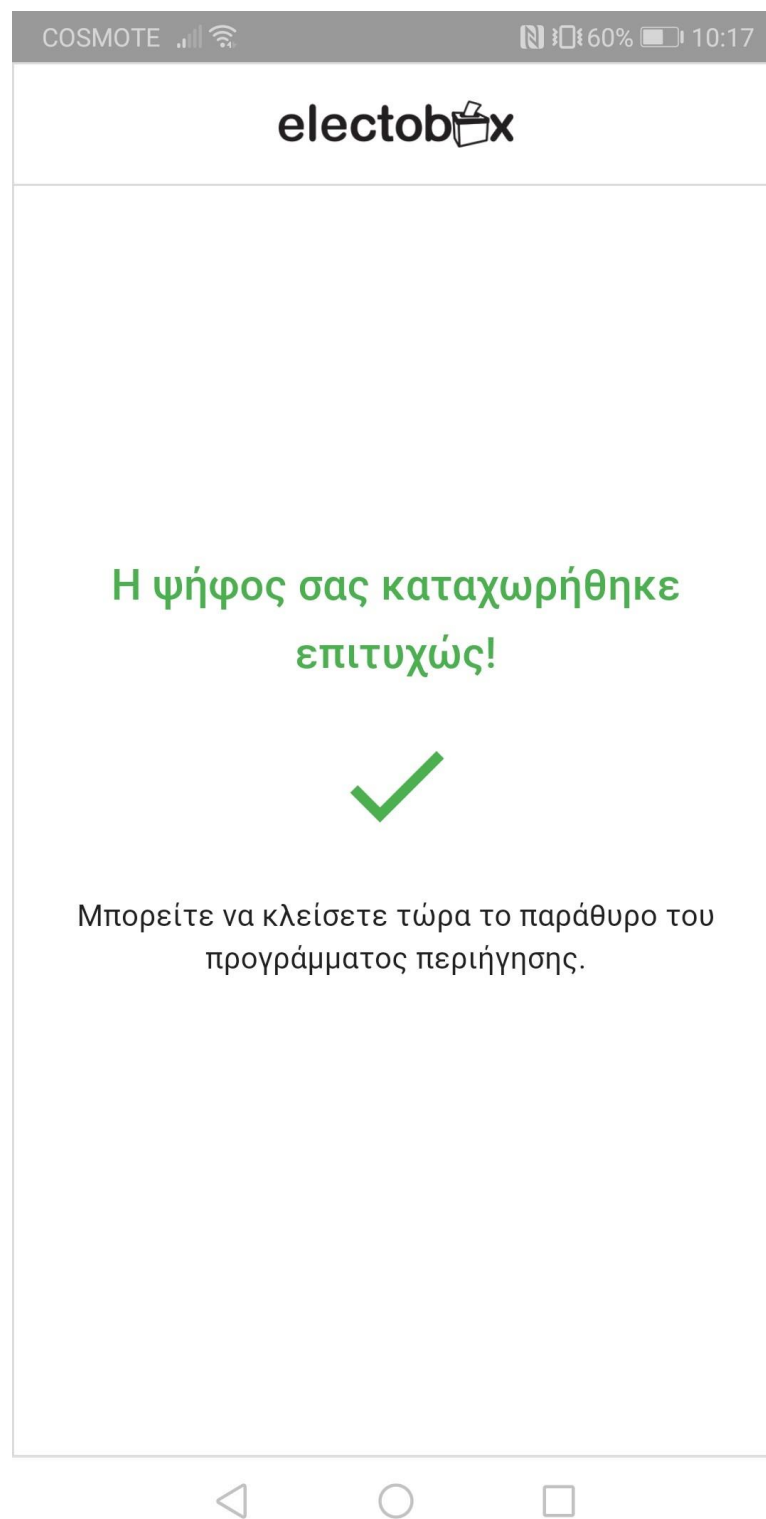 COSMOTE 60% 10:17
electobox
Η ψήφος σας καταχωρήθηκε
επιτυχώς!
Μπορείτε να κλείσετε τώρα το παράθυρο του
προγράμματος περιήγησης.